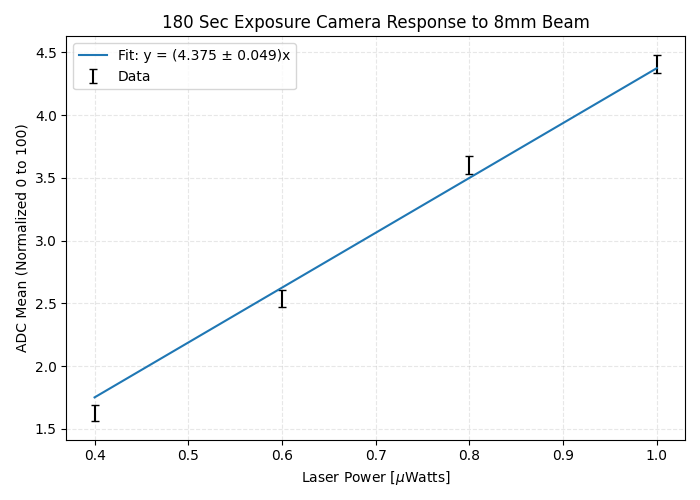 180 Sec Exposure Camera Response to 8mm Beam
Fit: y = (4.375 ± 0.049)x
Data
ADC Mean (Normalized 0 to 100)
4.5
4.0
3.5
3.0
2.5
2.0
1.5
0.4 0.5 0.6 0.7 0.8 0.9 1.0
Laser Power [μWatts]